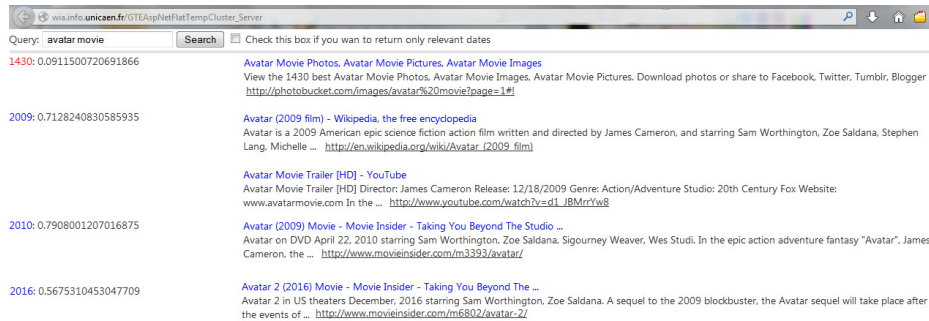 wia.info.unicaen.fr/GTEAspNetFlatTempCluster_Server
Query: avatar movie Search Check this box if you wan to return only relevant dates
1430: 0.0911500720691866 Avatar Movie Photos, Avatar Movie Pictures, Avatar Movie Images
View the 1430 best Avatar Movie Photos, Avatar Movie Images, Avatar Movie Pictures. Download photos or share to Facebook, Twitter, Tumblr, Blogger
http://photobucket.com/images/avatar%20movie?page=1#!
2009: 0.7128240830585935 Avatar (2009 film) - Wikipedia, the free encyclopedia
Avatar is a 2009 American epic science fiction action film written and directed by James Cameron, and starring Sam Worthington, Zoe Saldana, Stephen
Lang, Michelle ... http://en.wikipedia.org/wiki/Avatar_(2009_film)
Avatar Movie Trailer [HD] - YouTube
Avatar Movie Trailer [HD] Director: James Cameron Release: 12/18/2009 Genre: Action/Adventure Studio: 20th Century Fox Website:
www.avatarmovie.com In the ... http://www.youtube.com/watch?v=d1_JBMrrYw8
2010: 0.7908001207016875 Avatar (2009) Movie - Movie Insider - Taking You Beyond The Studio ...
Avatar on DVD April 22, 2010 starring Sam Worthington, Zoe Saldana, Sigourney Weaver, Wes Studi. In the epic action adventure fantasy "Avatar", James
Cameron, the ... http://www.movieinsider.com/m3393/avatar/
2016: 0.5675310453047709 Avatar 2 (2016) Movie - Movie Insider - Taking You Beyond The ...
Avatar 2 in US theaters December, 2016 starring Sam Worthington, Zoe Saldana. A sequel to the 2009 blockbuster, the Avatar sequel will take place after
the events of ... http://www.movieinsider.com/m6802/avatar-2/